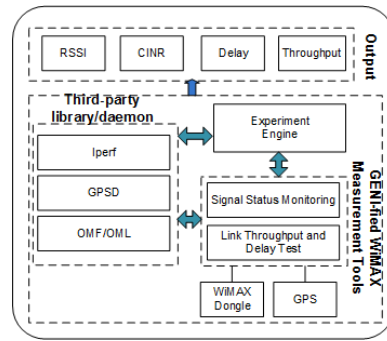 RSSI
CINR
Delay
Throughput
Output
Third-party
library/daemon
Iperf
GPSD
OMF/OML
Experiment
Engine
Signal Status Monitoring
Link Throughput and
Delay Test
GENI-fied WiMAX
Measurement Tools
WiMAX
Dongle
GPS